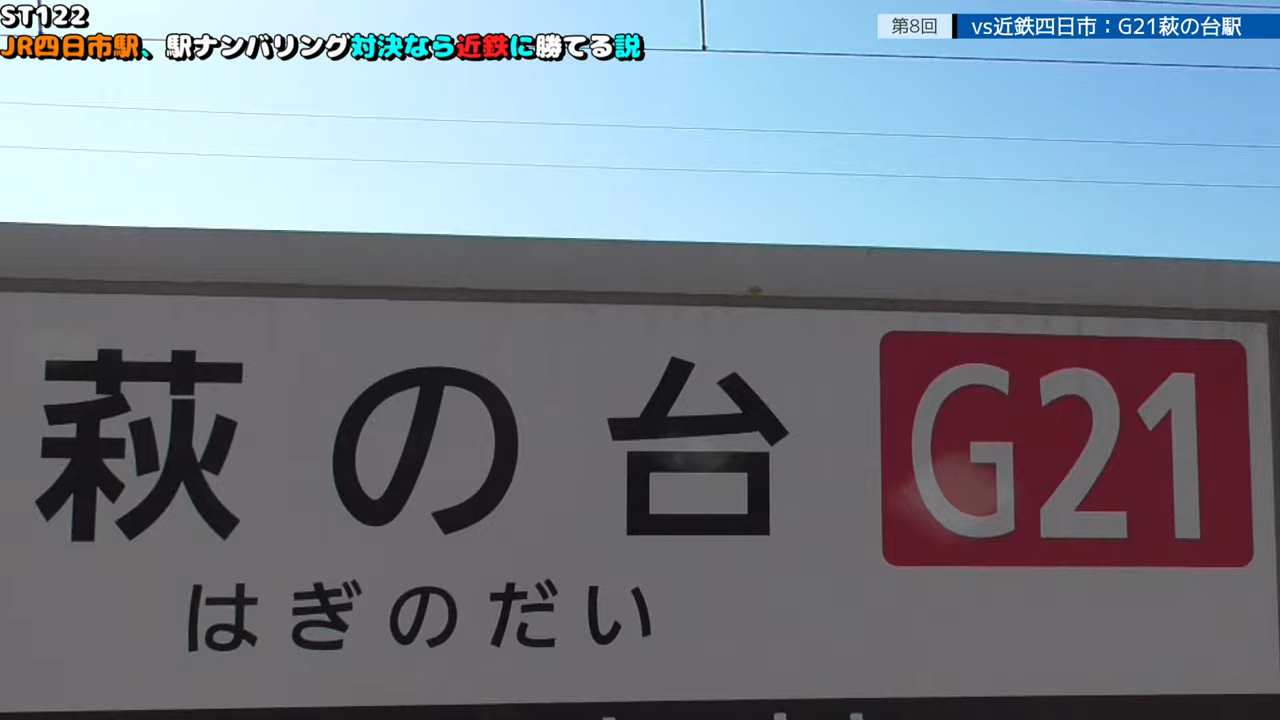 ST122
JR四日市駅、駅ナンバリング対決なら近鉄に勝てる説
第8回 vs近鉄四日市：G21萩の台駅
萩の台 G21
はぎのだい